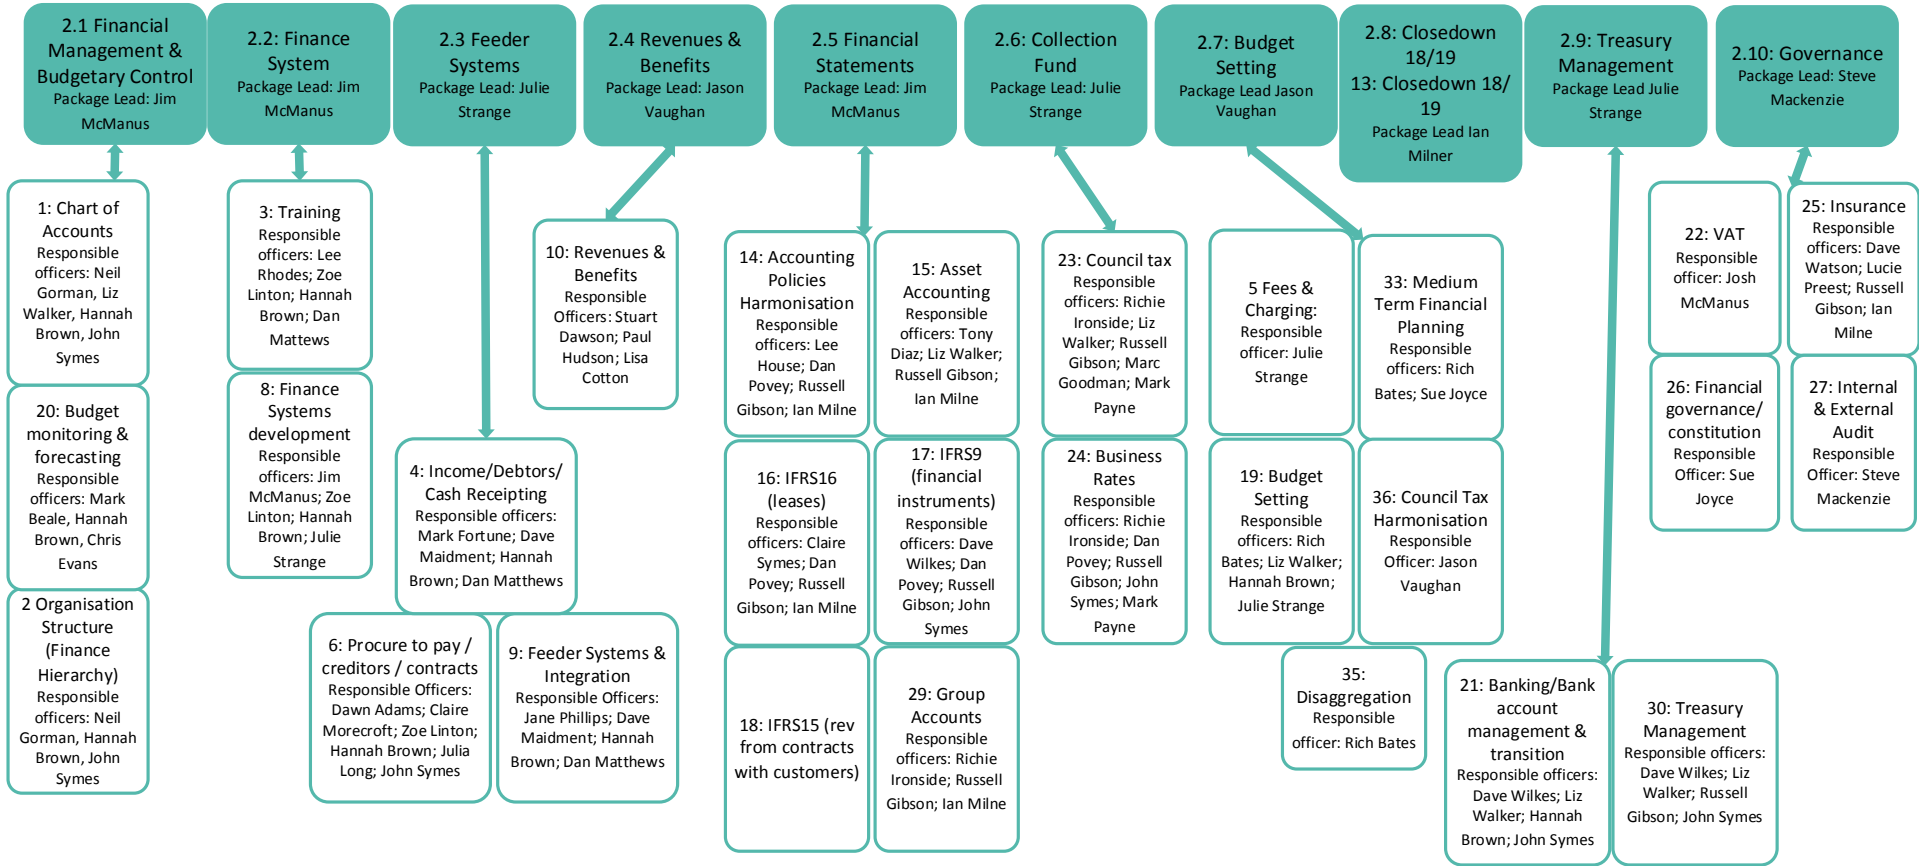 2.1 Financial
Management &
Budgetary Control
Package Lead: Jim
McManus
2.2: Finance
System
Package Lead: Jim
McManus
2.3 Feeder
Systems
Package Lead: Julie
Strange
2.4 Revenues &
Benefits
Package Lead: Jason
Vaughan
2.5 Financial
Statements
Package Lead: Jim
McManus
2.6: Collection
Fund
Package Lead: Julie
Strange
2.7: Budget
Setting
Package Lead Jason
Vaughan
2.8: Closedown
18/19
13: Closedown 18/
19
Package Lead Ian
Milner
2.9: Treasury
Management
Package Lead Julie
Strange
2.10: Governance
Package Lead: Steve
Mackenzie
1: Chart of
Accounts
Responsible
officers: Neil
Gorman, Liz
Walker, Hannah
Brown, John
Symes
20: Budget
monitoring &
forecasting
Responsible
officers: Mark
Beale, Hannah
Brown, Chris
Evans
2 Organisation
Structure
(Finance
Hierarchy)
Responsible
officers: Neil
Gorman, Hannah
Brown, John
Symes
3: Training
Responsible
officers: Lee
Rhodes; Zoe
Linton; Hannah
Brown; Dan
Mattews
8: Finance
Systems
development
Responsible
officers: Jim
McManus; Zoe
Linton; Hannah
Brown; Julie
Strange
4: Income/Debtors/
Cash Receipting
Responsible officers:
Mark Fortune; Dave
Maidment; Hannah
Brown; Dan Matthews
6: Procure to pay /
creditors / contracts
Responsible Officers:
Dawn Adams; Claire
Morecroft; Zoe Linton;
Hannah Brown; Julia
Long; John Symes
9: Feeder Systems &
Integration
Responsible Officers:
Jane Phillips; Dave
Maidment; Hannah
Brown; Dan Matthews
10: Revenues &
Benefits
Responsible
Officers: Stuart
Dawson; Paul
Hudson; Lisa
Cotton
14: Accounting
Policies
Harmonisation
Responsible
officers: Lee
House; Dan
Povey; Russell
Gibson; Ian Milne
15: Asset
Accounting
Responsible
officers: Tony
Diaz; Liz Walker;
Russell Gibson;
Ian Milne
16: IFRS16
(leases)
Responsible
officers: Claire
Symes; Dan
Povey; Russell
Gibson; Ian Milne
17: IFRS9
(financial
instruments)
Responsible
officers: Dave
Wilkes; Dan
Povey; Russell
Gibson; John
Symes
18: IFRS15 (rev
from contracts
with customers)
29: Group
Accounts
Responsible
officers: Richie
Ironside; Russell
Gibson; Ian Milne
23: Council tax
Responsible
officers: Richie
Ironside; Liz
Walker; Russell
Gibson; Marc
Goodman; Mark
Payne
24: Business
Rates
Responsible
officers: Richie
Ironside; Dan
Povey; Russell
Gibson; John
Symes; Mark
Payne
5 Fees &
Charging:
Responsible
officer: Julie
Strange
33: Medium
Term Financial
Planning
Responsible
officers: Rich
Bates; Sue Joyce
19: Budget
Setting
Responsible
officers: Rich
Bates; Liz Walker;
Hannah Brown;
Julie Strange
36: Council Tax
Harmonisation
Responsible
Officer: Jason
Vaughan
35:
Disaggregation
Responsible
officer: Rich Bates
21: Banking/Bank
account
management &
transition
Responsible officers:
Dave Wilkes; Liz
Walker; Hannah
Brown; John Symes
30: Treasury
Management
Responsible officers:
Dave Wilkes; Liz
Walker; Russell
Gibson; John Symes
22: VAT
Responsible
officer: Josh
McManus
25: Insurance
Responsible
officers: Dave
Watson; Lucie
Preest; Russell
Gibson; Ian
Milne
26: Financial
governance/
constitution
Responsible
Officer: Sue
Joyce
27: Internal
& External
Audit
Responsible
Officer: Steve
Mackenzie